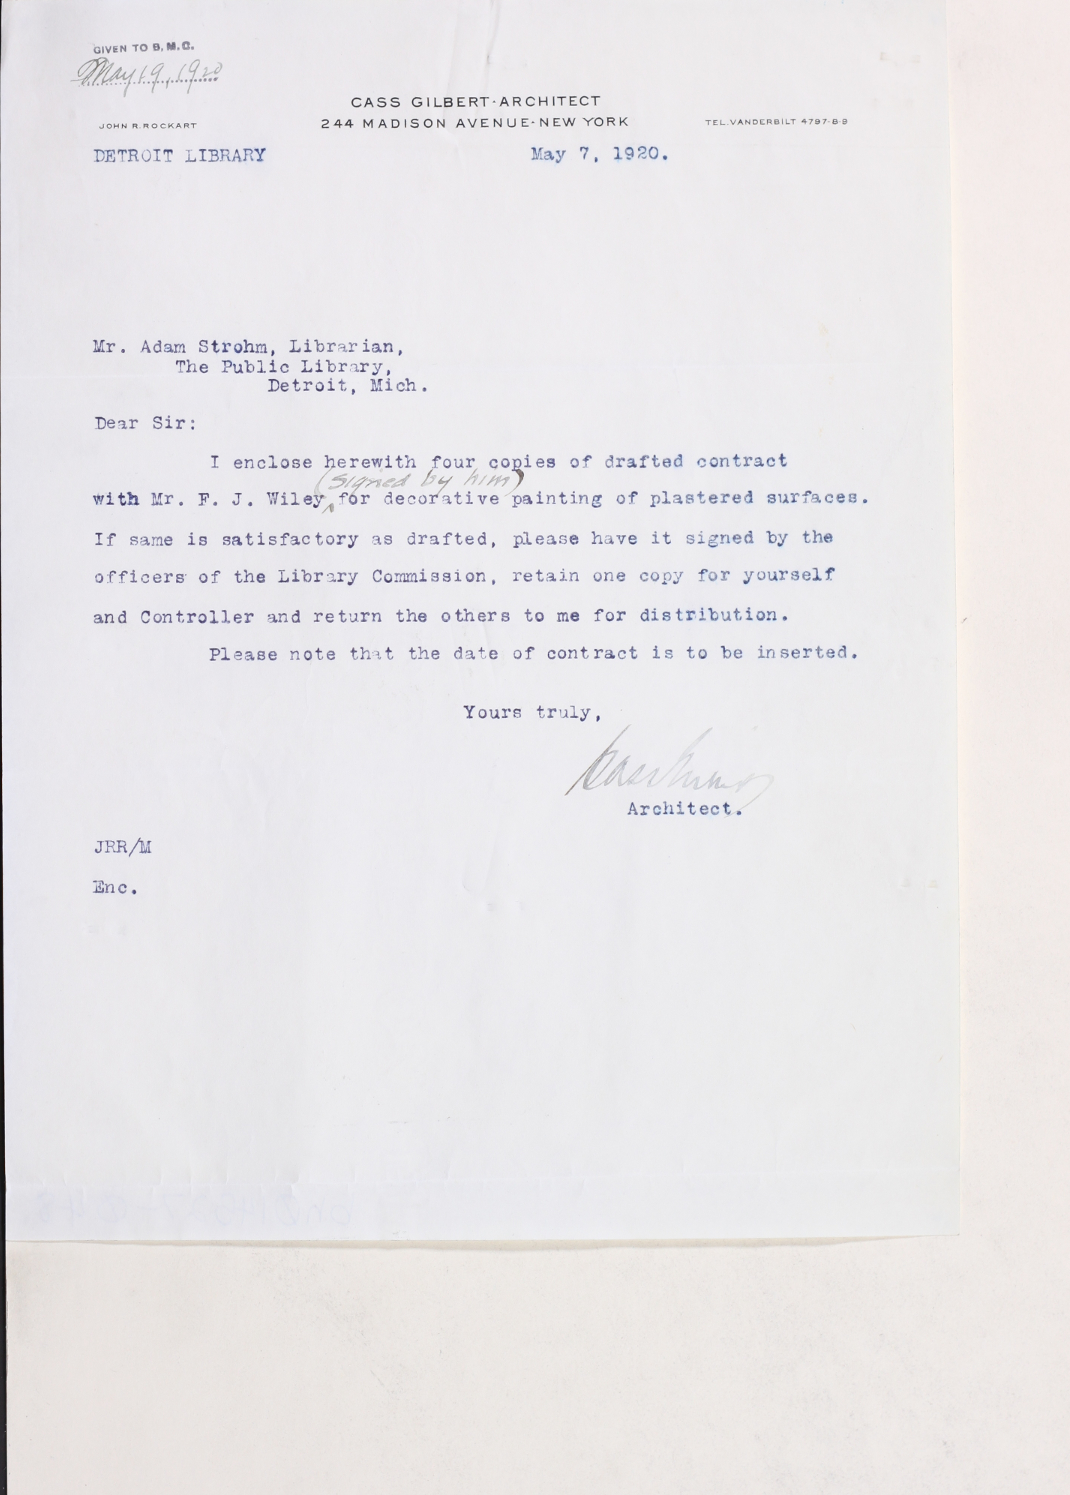 GIVEN TO B. M. C.
May 19, 1920
CASS GILBERT·ARCHITECT
244 MADISON AVENUE·NEW YORK
JOHN R. ROCKART
TEL. VANDERBILT 4797-8-9
DETROIT LIBRARY
May 7, 1920.
Mr. Adam Strohm, Librarian,
The Public Library,
Detroit, Mich.
Dear Sir:
I enclose herewith four copies of drafted contract
(signed by him)
with Mr. F. J. Wiley for decorative painting of plastered surfaces.
If same is satisfactory as drafted, please have it signed by the
officers of the Library Commission, retain one copy for yourself
and Controller and return the others to me for distribution.
Please note that the date of contract is to be inserted.
Yours truly,
Cass Gilbert
Architect.
JRR/M
Enc.